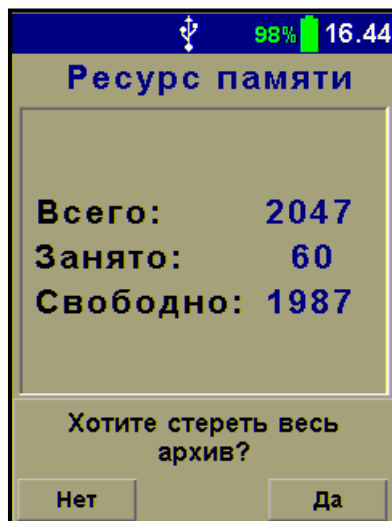 98% 16.44
Ресурс памяти
Всего: 2047
Занято: 60
Свободно: 1987
Хотите стереть весь
архив?
Нет Да